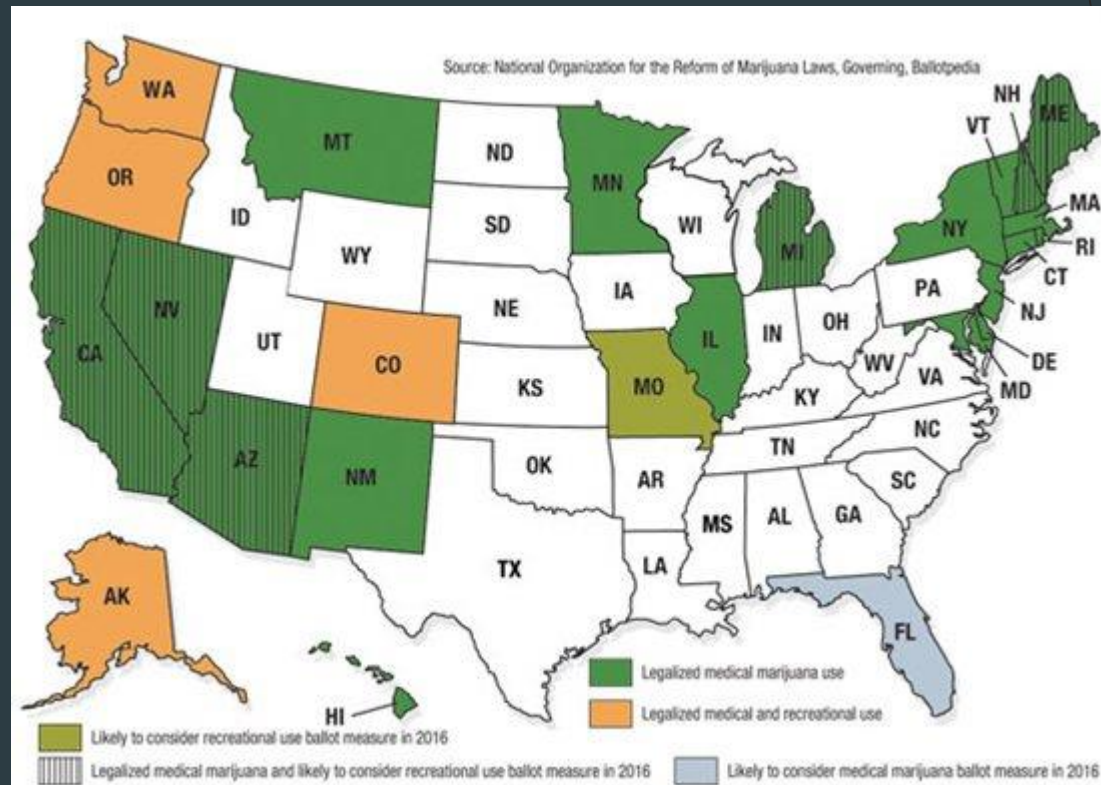 Source: National Organization for the Reform of Marijuana Laws, Governing, Ballotpedia
WA
OR
MT
ID
WY
ND
SD
NE
MN
WI
IA
MI
NH
VT
ME
MA
RI
CT
NY
NJ
PA
DE
MD
CA
NV
UT
CO
KS
MO
IL
IN
OH
WV
VA
KY
AZ
NM
OK
AR
TN
NC
SC
MS
AL
GA
TX
LA
FL
AK
HI
Legalized medical marijuana use
Legalized medical and recreational use
Likely to consider recreational use ballot measure in 2016
Legalized medical marijuana and likely to consider recreational use ballot measure in 2016
Likely to consider medical marijuana ballot measure in 2016